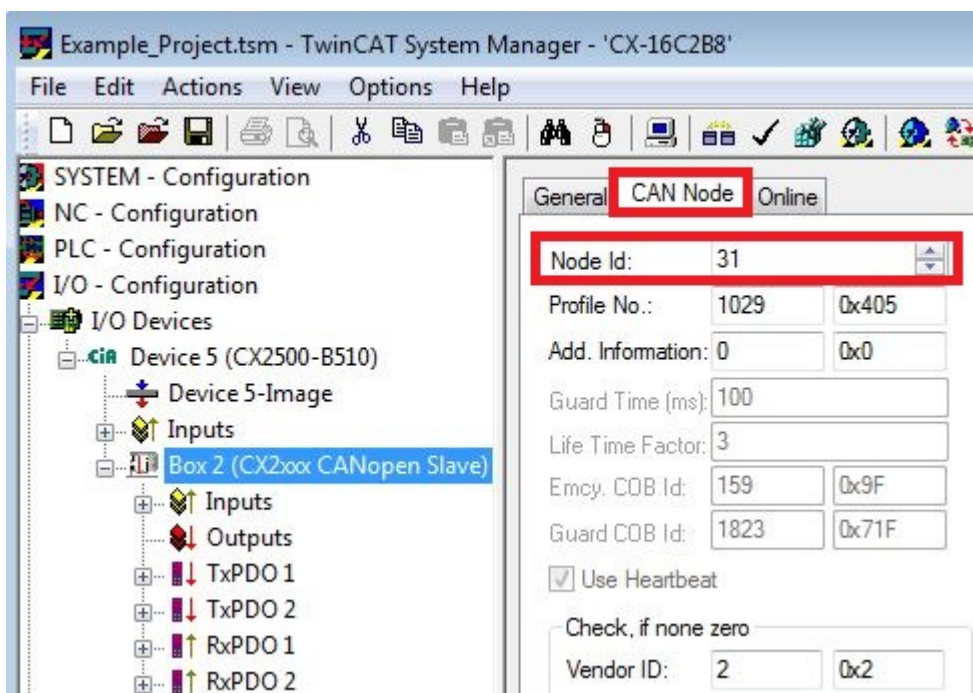 Example_Project.tsm - TwinCAT System Manager - 'CX-16C2B8'
File Edit Actions View Options Help
SYSTEM - Configuration
NC - Configuration
PLC - Configuration
I/O - Configuration
I/O Devices
CiA Device 5 (CX2500-B510)
Device 5-Image
Inputs
Box 2 (CX2xxx CANopen Slave)
Inputs
Outputs
TxPDO 1
TxPDO 2
RxPDO 1
RxPDO 2
General CAN Node Online
Node Id: 31
Profile No.: 1029 0x405
Add. Information: 0 0x0
Guard Time (ms): 100
Life Time Factor: 3
Emcy. COB Id: 159 0x9F
Guard COB Id: 1823 0x71F
Use Heartbeat
Check, if none zero
Vendor ID: 2 0x2